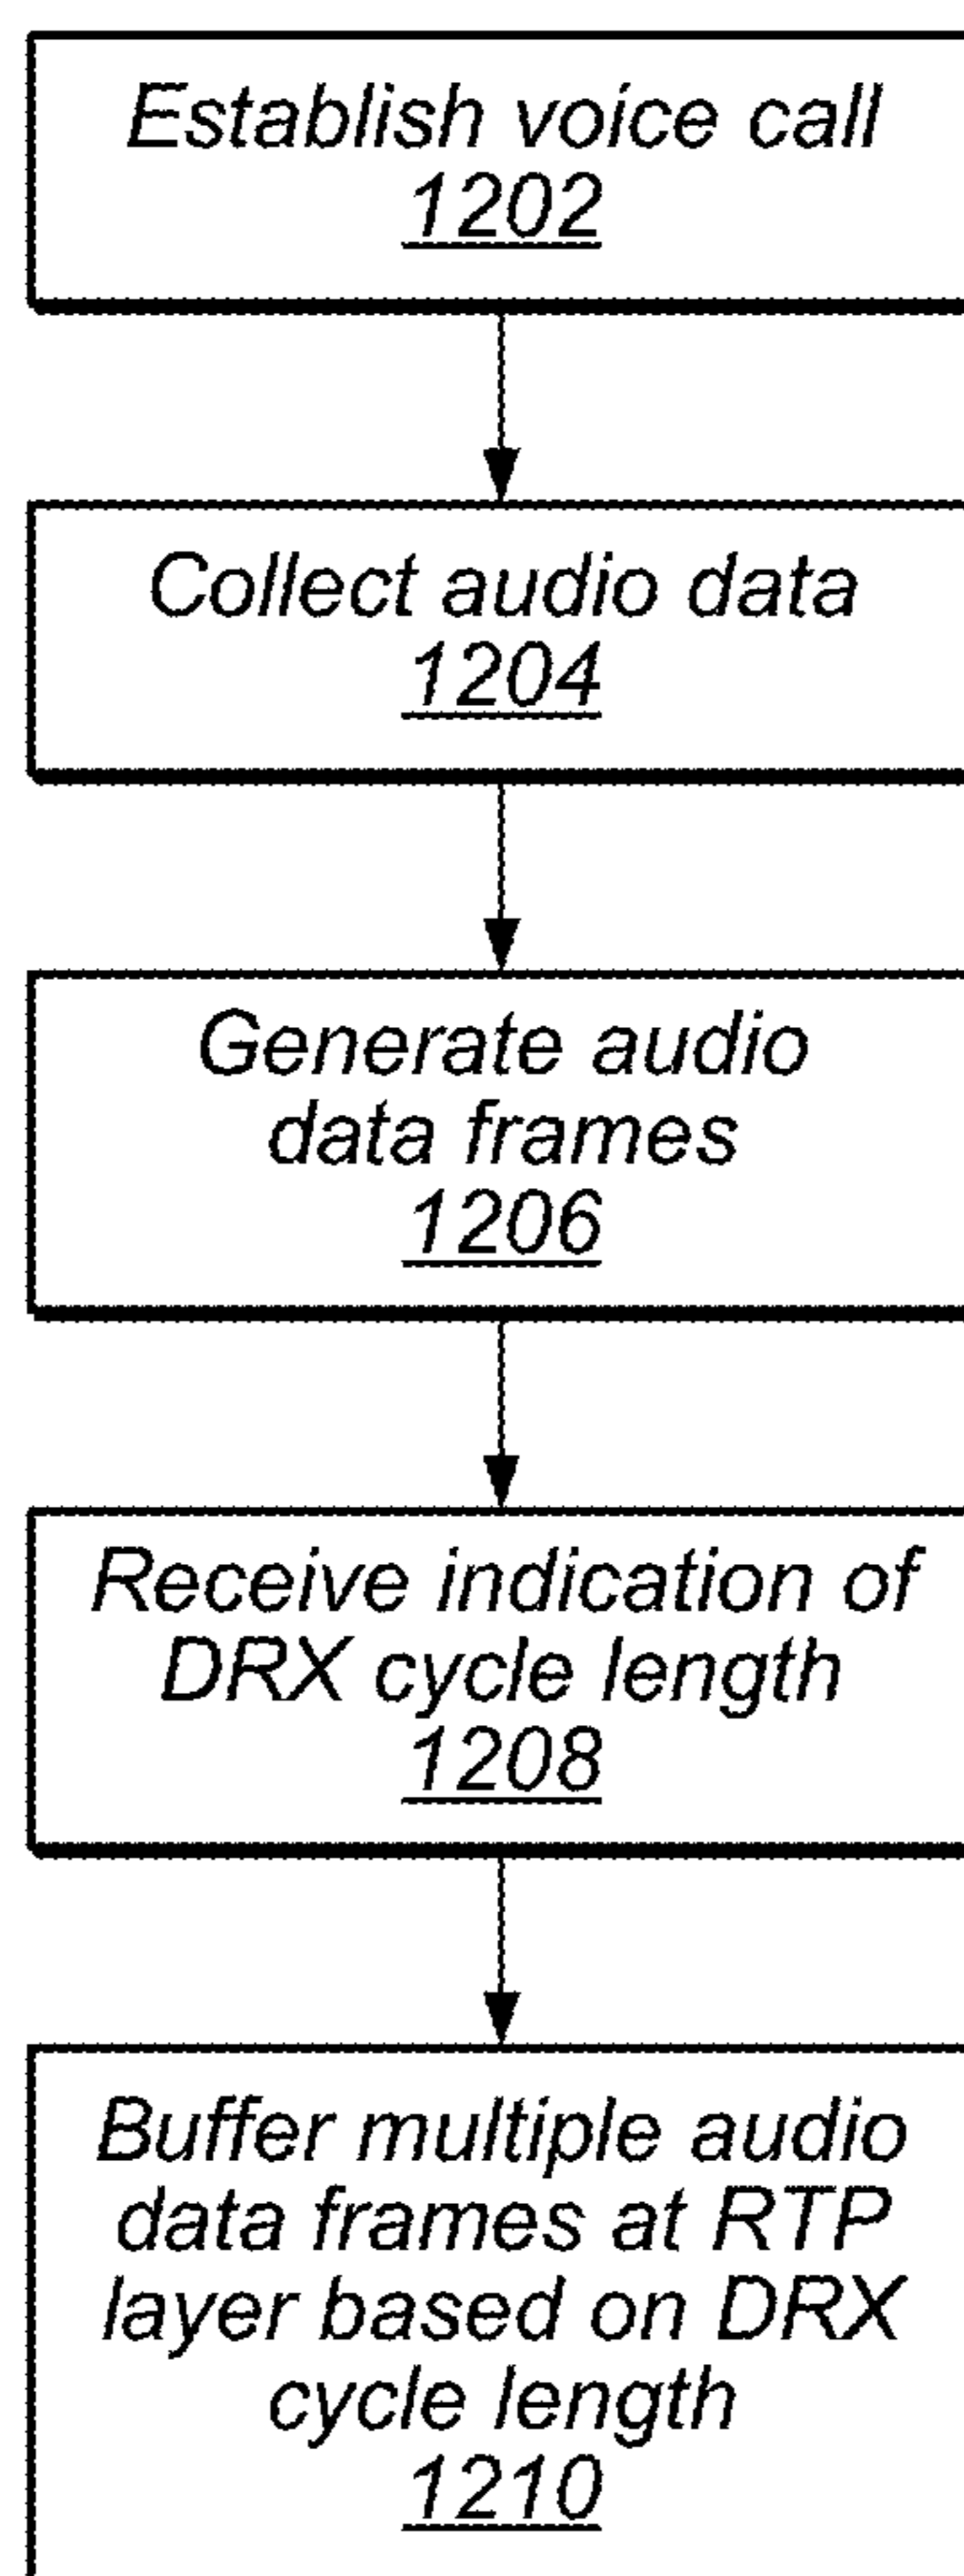 Establish voice call
1202
Collect audio data
1204
Generate audio
data frames
1206
Receive indication of
DRX cycle length
1208
Buffer multiple audio
data frames at RTP
layer based on DRX
cycle length
1210